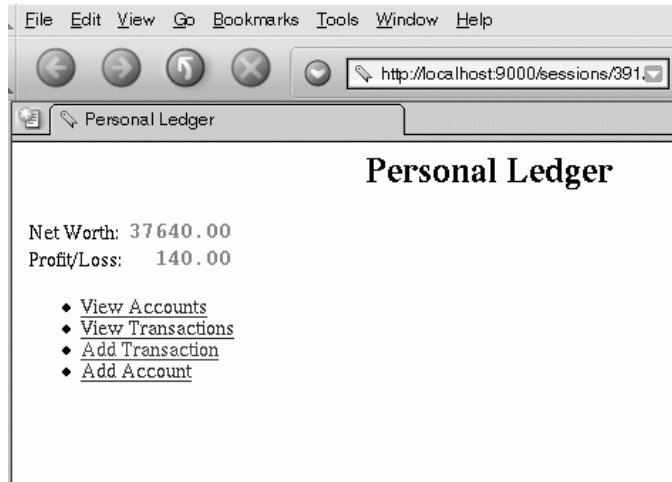 File Edit View Go Bookmarks Tools Window Help
http://localhost:9000/sessions/391.
Personal Ledger
Personal Ledger
Net Worth: 37640.00
Profit/Loss: 140.00
View Accounts
View Transactions
Add Transaction
Add Account